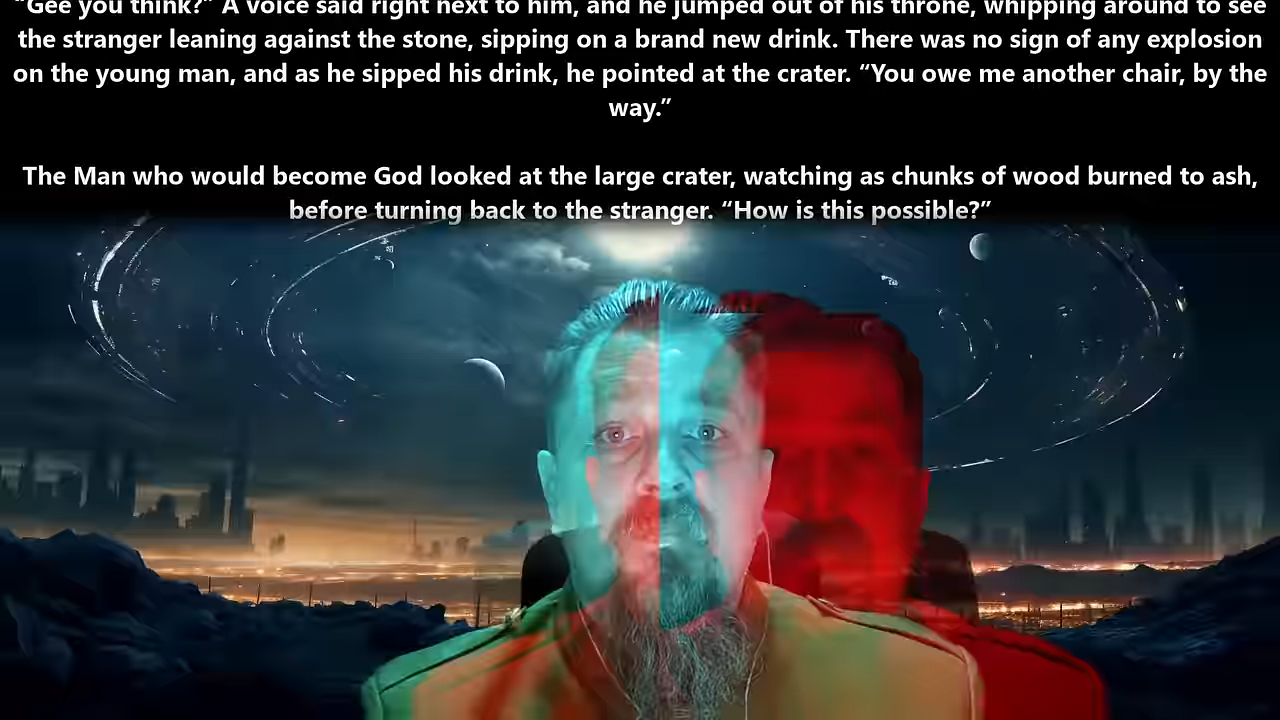 “Gee you think?” A voice said right next to him, and he jumped out of his throne, whipping around to see
the stranger leaning against the stone, sipping on a brand new drink. There was no sign of any explosion
on the young man, and as he sipped his drink, he pointed at the crater. “You owe me another chair, by the
way.”
The Man who would become God looked at the large crater, watching as chunks of wood burned to ash,
before turning back to the stranger. “How is this possible?”